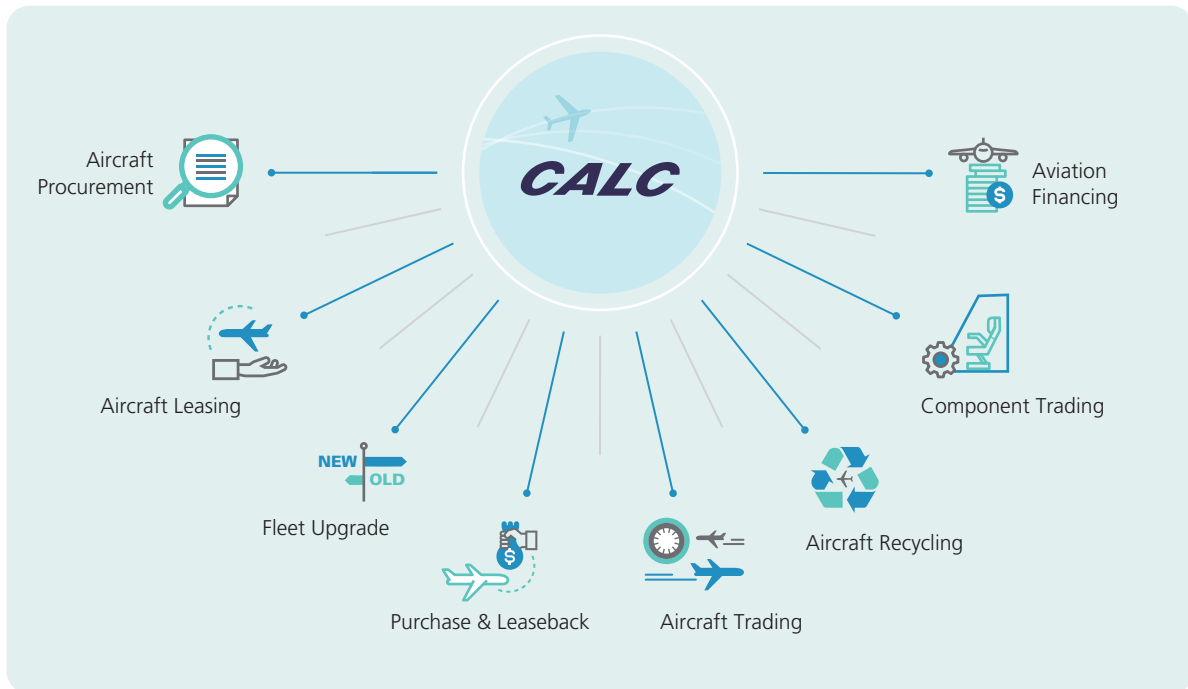 CALC
Aircraft
Procurement
$
Aviation
Financing
Aircraft Leasing
Component Trading
NEW
OLD
Fleet Upgrade
Aircraft Recycling
$
Purchase & Leaseback
Aircraft Trading